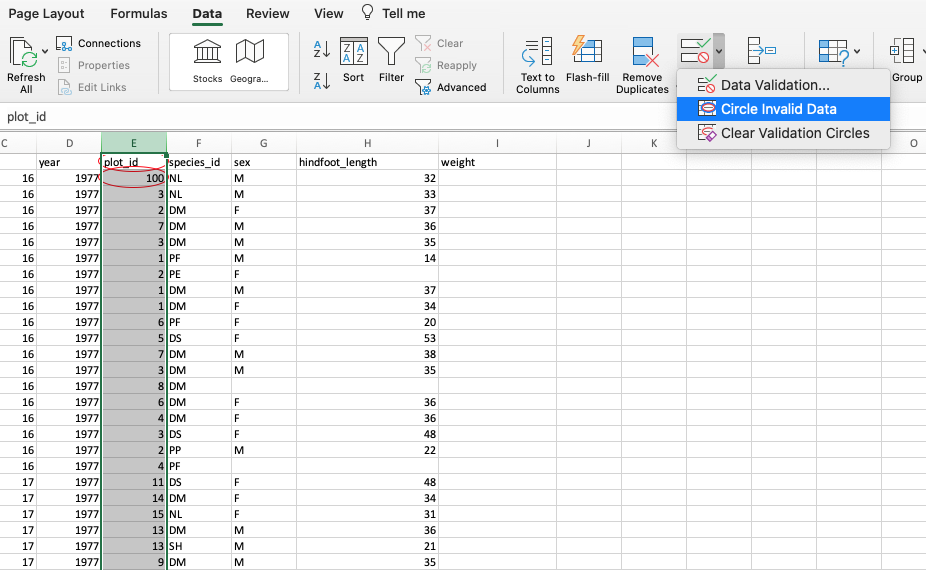 Page Layout Formulas Data Review View Tell me
Refresh All
Connections
Properties
Edit Links
Stocks Geogra...
A Z
Z A
Z A A Z
Sort
Filter
Clear
Reapply
Advanced
Text to Columns
Flash-fill
Remove Duplicates
?
Group
Data Validation...
Circle Invalid Data
Clear Validation Circles
plot_id
C D E F G H I J K O
year plot_id species_id sex hindfoot_length weight
16 1977 100 NL M 32
16 1977 3 NL M 33
16 1977 2 DM F 37
16 1977 7 DM M 36
16 1977 3 DM M 35
16 1977 1 PF M 14
16 1977 2 PE F
16 1977 1 DM M 37
16 1977 1 DM F 34
16 1977 6 PF F 20
16 1977 5 DS F 53
16 1977 7 DM M 38
16 1977 3 DM M 35
16 1977 8 DM
16 1977 6 DM F 36
16 1977 4 DM F 36
16 1977 3 DS F 48
16 1977 2 PP M 22
16 1977 4 PF
17 1977 11 DS F 48
17 1977 14 DM F 34
17 1977 15 NL F 31
17 1977 13 DM M 36
17 1977 13 SH M 21
17 1977 9 DM M 35